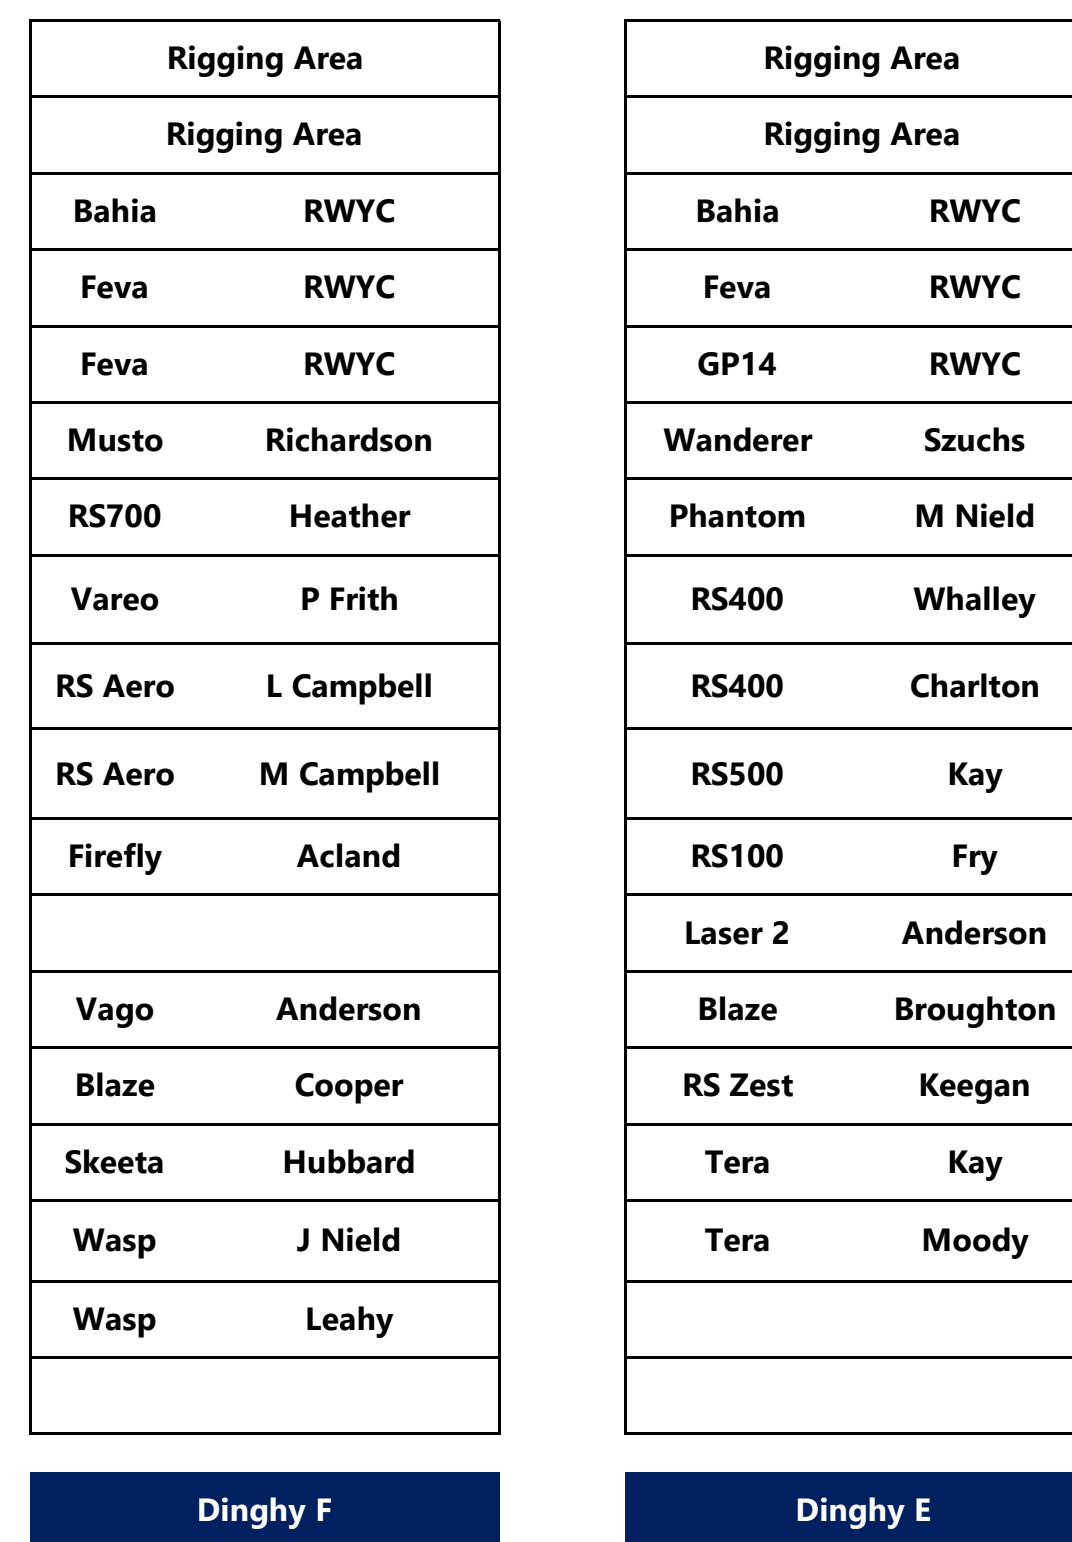 Rigging Area
Rigging Area
Bahia RWYC
Feva RWYC
Feva RWYC
Musto Richardson
RS700 Heather
Vareo P Frith
RS Aero L Campbell
RS Aero M Campbell
Firefly Acland
Vago Anderson
Blaze Cooper
Skeeta Hubbard
Wasp J Nield
Wasp Leahy
Dinghy F
Rigging Area
Rigging Area
Bahia RWYC
Feva RWYC
GP14 RWYC
Wanderer Szuchs
Phantom M Nield
RS400 Whalley
RS400 Charlton
RS500 Kay
RS100 Fry
Laser 2 Anderson
Blaze Broughton
RS Zest Keegan
Tera Kay
Tera Moody
Dinghy E